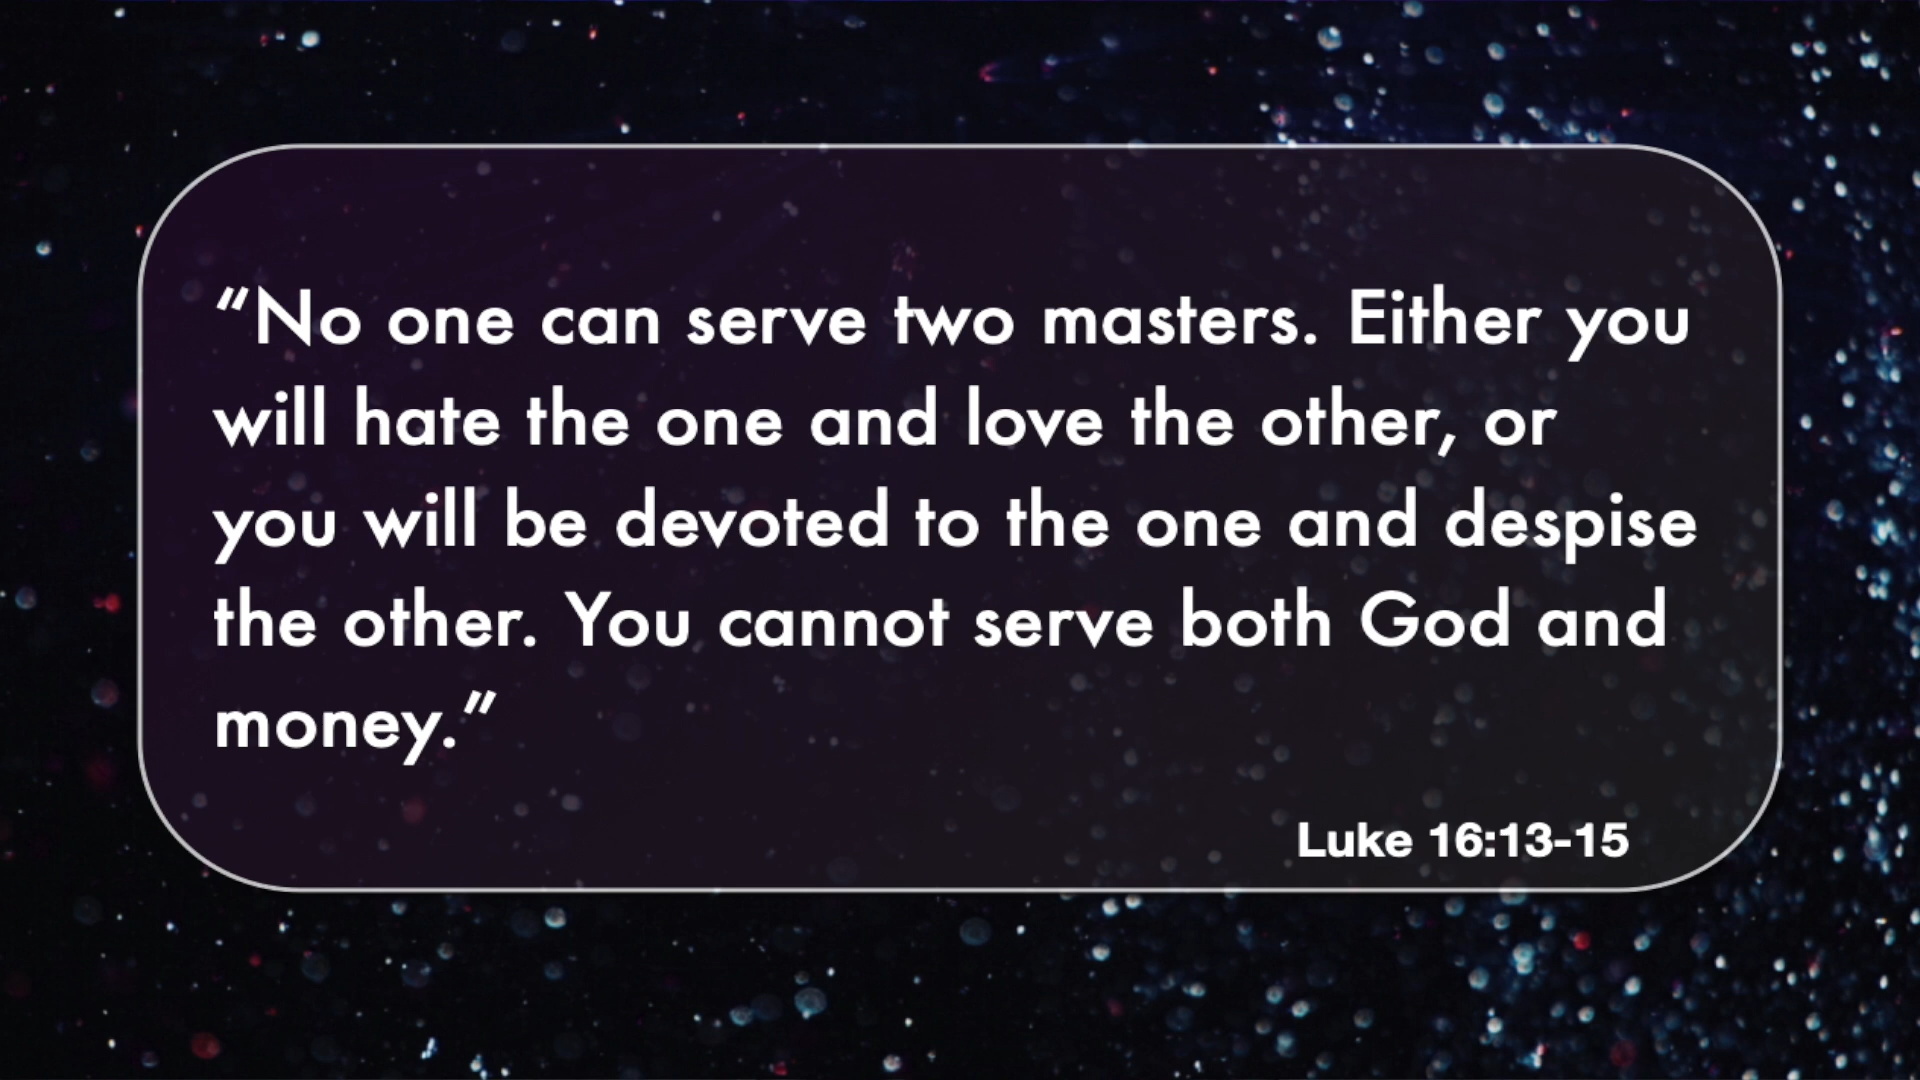 “No one can serve two masters. Either you
will hate the one and love the other, or
you will be devoted to the one and despise
the other. You cannot serve both God and
money.”
Luke 16:13-15